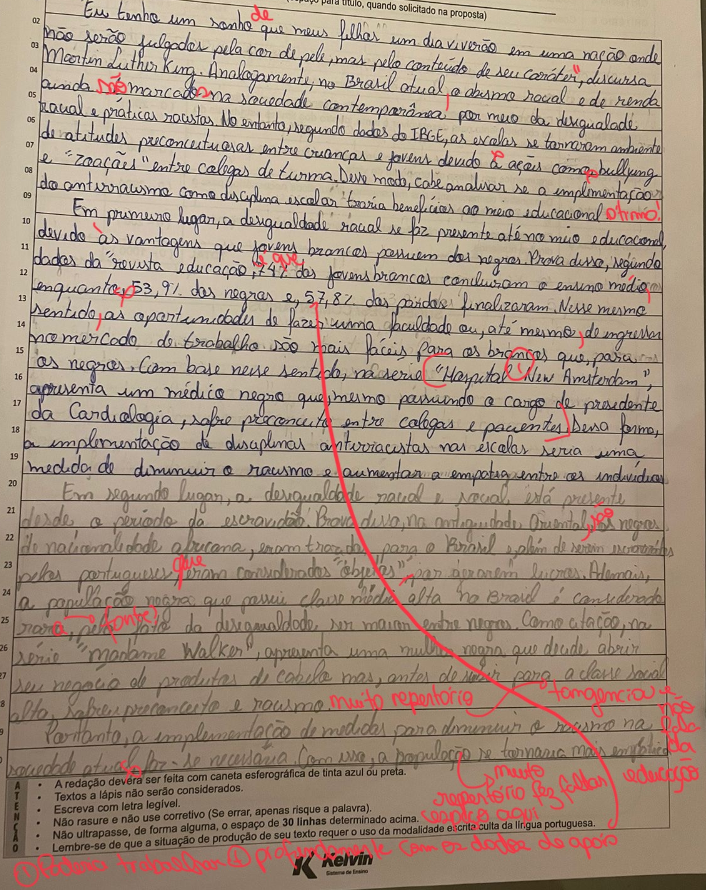 (espaço para título, quando solicitado na proposta)
02 Eu tenho um sonho de que meus filhos um dia viverão em uma nação onde
03 não serão julgados pela cor de pele, mas pelo conteúdo de seu caráter", discursa
04 Martin Luther King. Analogamente, no Brasil atual, o abismo racial e de renda
05 ainda são marcados na sociedade contemporânea, por meio da desigualdade
06 racial e práticas racistas. No entanto, segundo dados do IBGE, as escolas se tornaram ambiente
07 de atitudes preconceituosas entre crianças e jovens devido a ações como bullying
08 e "zoações" entre colegas de turma. Desse modo, cabe analisar se a implementação
09 do antirracismo como disciplina escolar traria benefícios ao meio educacional. Ótimo!
10 Em primeiro lugar, a desigualdade racial se faz presente até no meio educacional,
11 devido às vantagens que jovens brancos possuem dos negros. Prova disso, segundo
12 dados da "revista educação, é que 74% dos jovens brancos concluíram o ensino médio,
13 enquanto, 53,9% dos negros e, 57,8% dos pardos finalizaram. Nesse mesmo
14 sentido, as oportunidades de fazer uma faculdade ou, até mesmo, de ingressar
15 no mercado de trabalho são mais fáceis para os brancos que, para
16 os negros. Com base nesse sentido, na serie "Hospital New Amsterdam",
17 apresenta um médico negro que, mesmo possuindo o cargo de presidente
18 da Cardiologia, sofre preconceito entre colegas e pacientes. Dessa forma,
19 a implementação de disciplinas antirracistas nas escolas seria uma
medida de diminuir o racismo e aumentar a empatia entre os indivíduos.
20 Em segundo lugar, a desigualdade racial e social, está presente
21 desde o período da escravidão. Prova disso, na antiguidade Oriental, os negros
22 de nacionalidade africana, eram trazidos para o Brasil e, além de serem escravizados
23 pelos portugueses, que eram considerados "objetos" por gerarem lucros. Ademais,
24 a população negra que possui classe média alta no Brasil é considerada
25 rara, (fonte?) pelo fato da desigualdade ser maior entre negros. Como citação, na
26 série "Madame Walker", apresenta uma mulher negra que decide abrir
27 seu negocio de produtos de cabelo mas, antes de subir para a classe social
8 alta, sofreu preconceito e racismo. muito repertório tangenciou e não fala da educação
9 Portanto, a implementação de medidas para diminuir o racismo na
sociedade atual, faz-se necessária. Com isso, a população se tornaria mais empática
muito repertório fez faltar espaço aqui
ATENÇÃO
• A redação deverá ser feita com caneta esferográfica de tinta azul ou preta.
• Textos a lápis não serão considerados.
• Escreva com letra legível.
• Não rasure e não use corretivo (Se errar, apenas risque a palavra).
• Não ultrapasse, de forma alguma, o espaço de 30 linhas determinado acima.
• Lembre-se de que a situação de produção de seu texto requer o uso da modalidade escrita culta da língua portuguesa.
profundamente com os dados de apoio
Kelvin
Sistema de Ensino